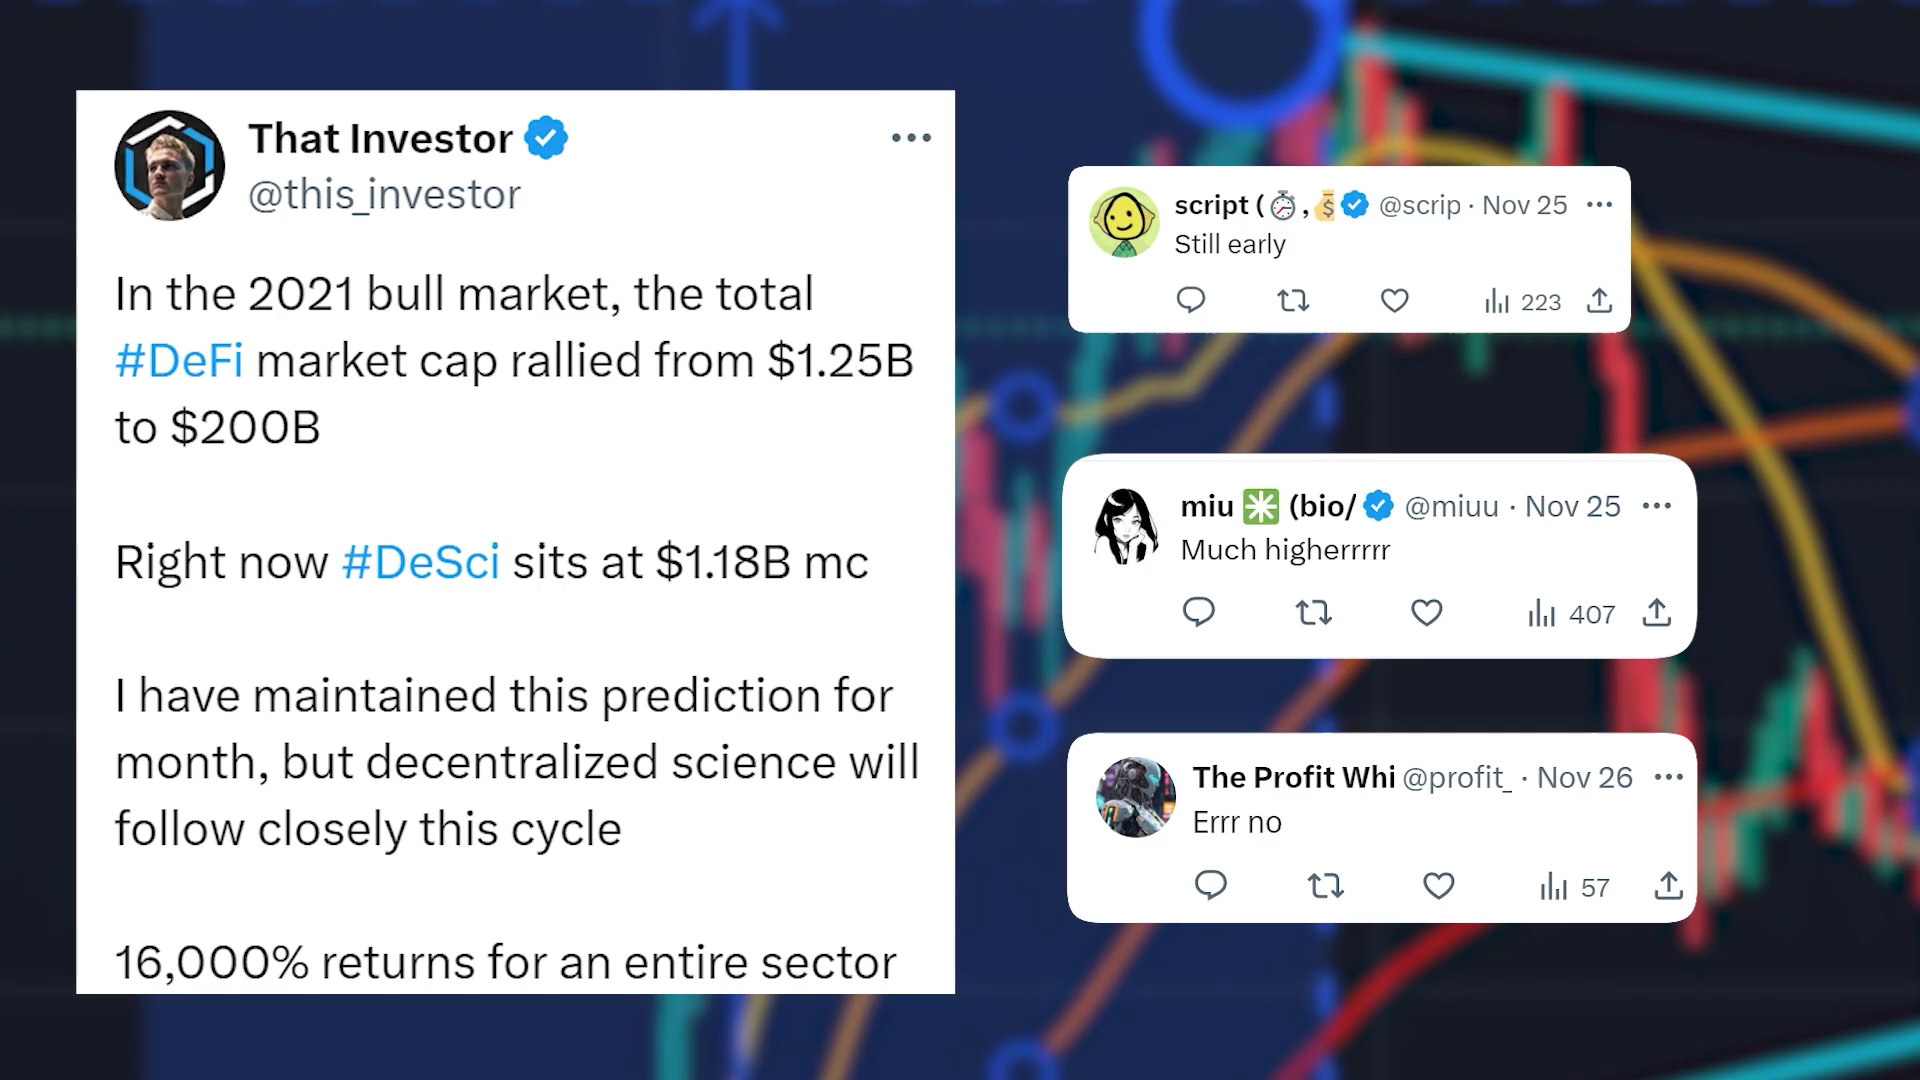 That Investor
@this_investor
In the 2021 bull market, the total
#DeFi market cap rallied from $1.25B
to $200B
Right now #DeSci sits at $1.18B mc
I have maintained this prediction for
month, but decentralized science will
follow closely this cycle
16,000% returns for an entire sector
script (⏱️,💰 @scrip · Nov 25
Still early
223
miu ✳️ (bio/ @miuu · Nov 25
Much higherrrrr
407
The Profit Whi @profit_ · Nov 26
Errr no
57